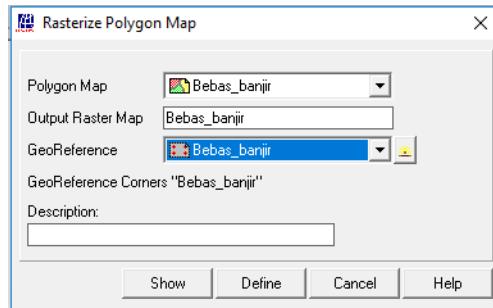 Rasterize Polygon Map
Polygon Map Bebas_banjir
Output Raster Map Bebas_banjir
GeoReference Bebas_banjir
GeoReference Corners "Bebas_banjir"
Description:
Show Define Cancel Help